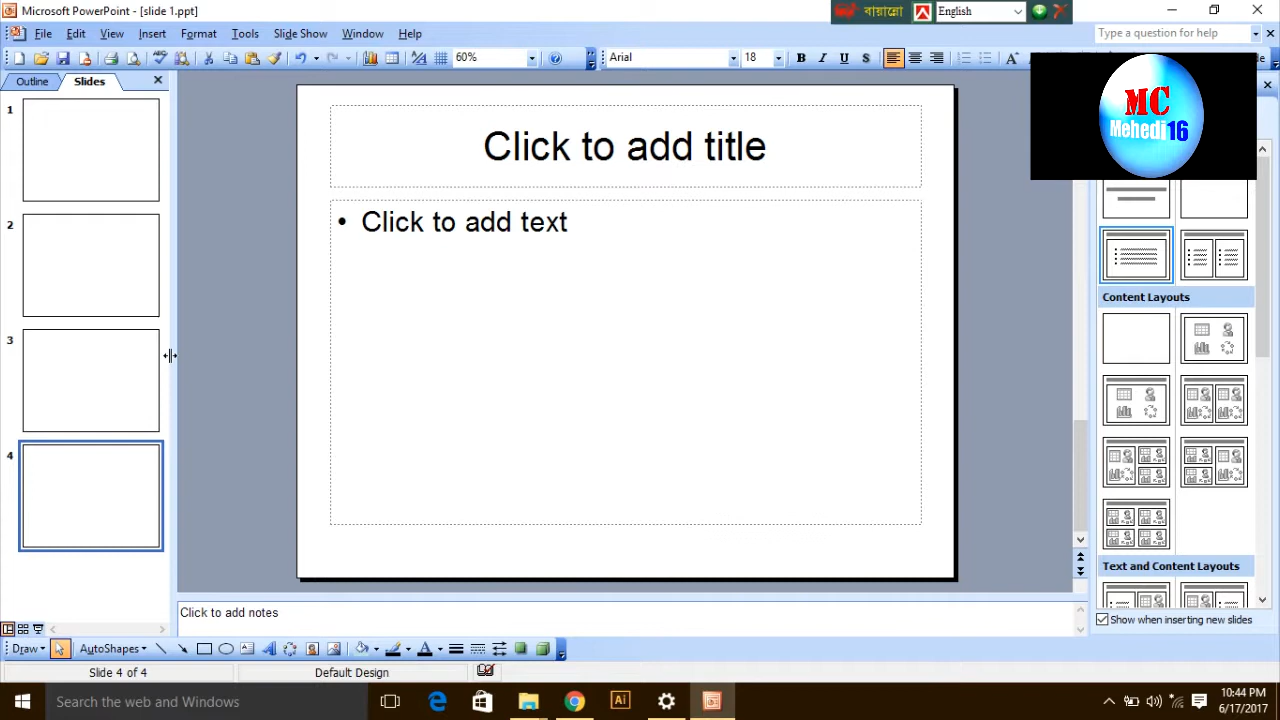 Microsoft PowerPoint - [slide 1.ppt]
বায়ান্নো
English
File Edit View Insert Format Tools Slide Show Window Help
Type a question for help
60%
Arial
18
B I U S
Outline
Slides
MC
Mehedi16
1
2
3
4
Click to add title
• Click to add text
Content Layouts
Text and Content Layouts
Show when inserting new slides
Click to add notes
Draw
AutoShapes
Slide 4 of 4
Default Design
Search the web and Windows
Ai
10:44 PM
6/17/2017